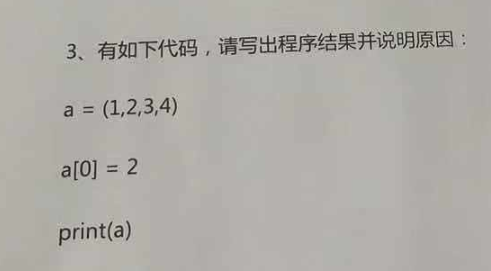 3、有如下代码，请写出程序结果并说明原因：
a = (1,2,3,4)
a[0] = 2
print(a)